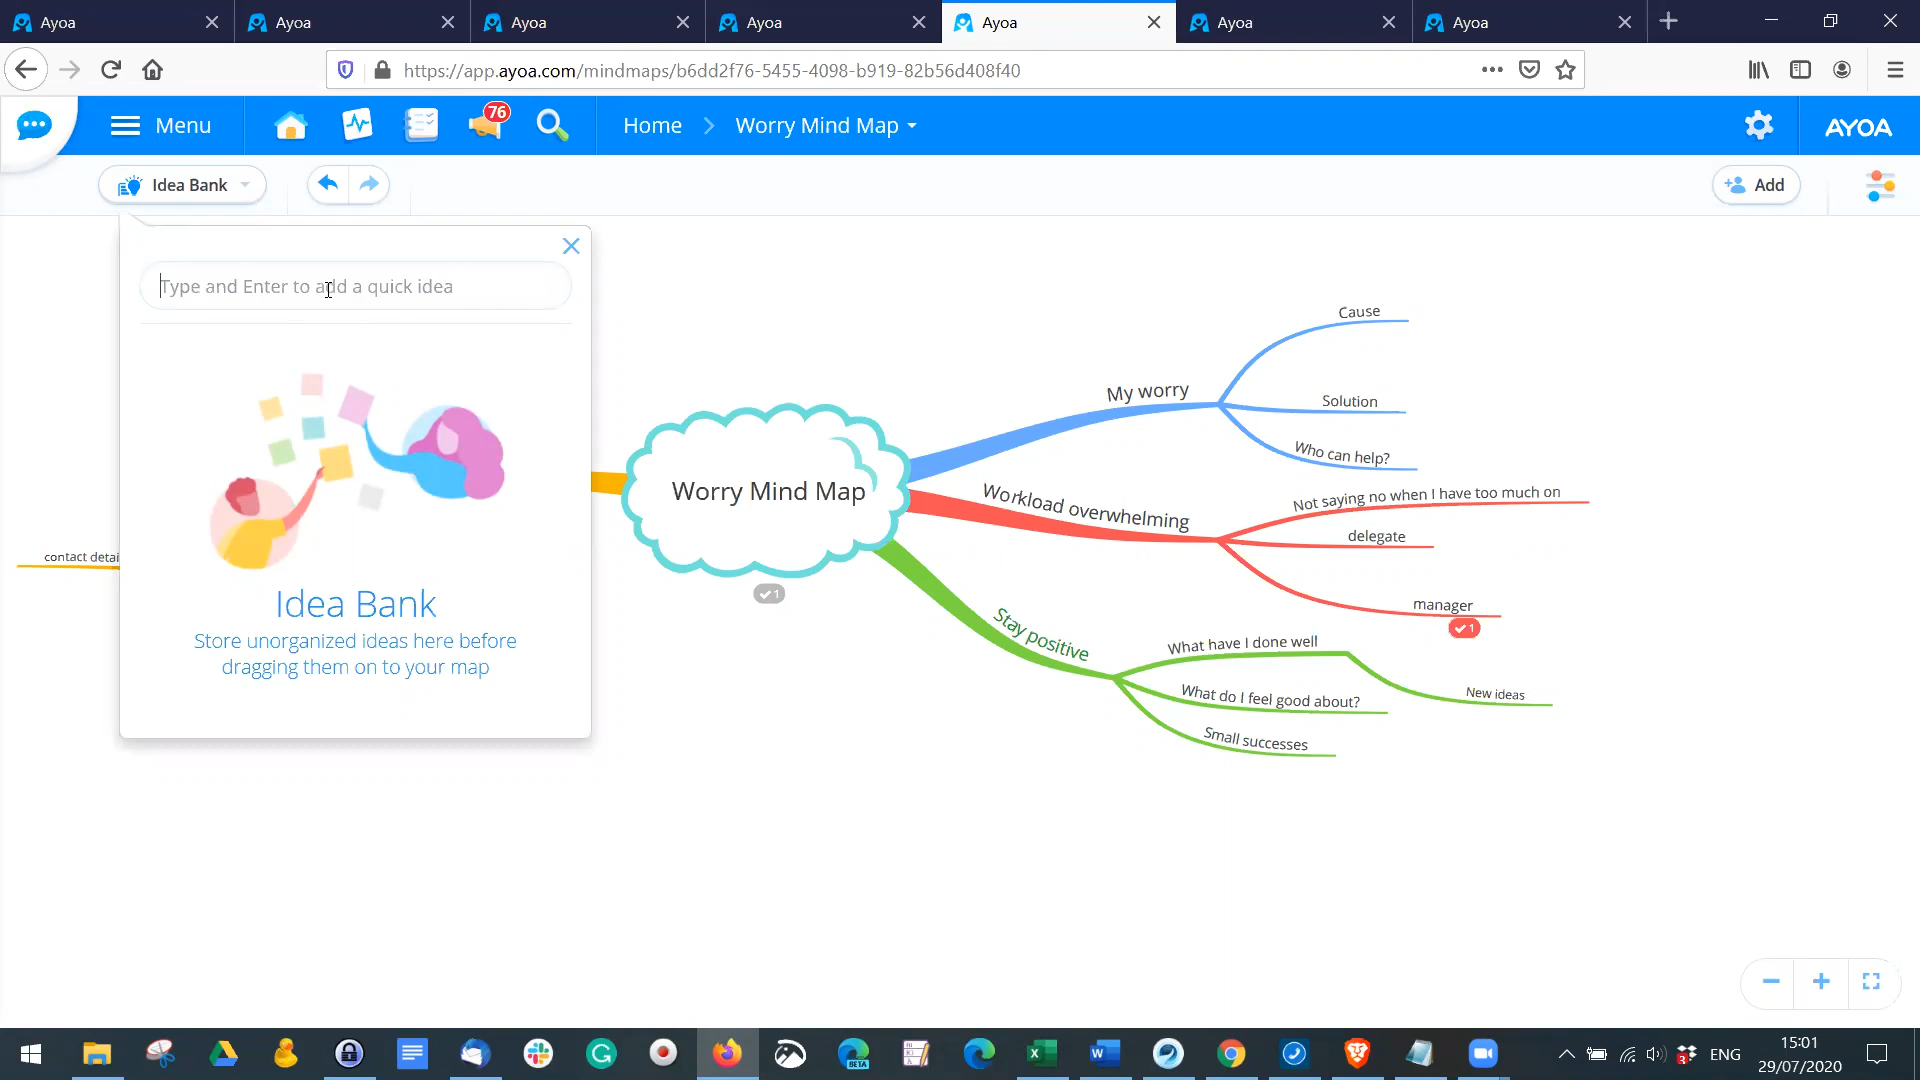 Ayoa
Ayoa
Ayoa
Ayoa
Ayoa
Ayoa
Ayoa
https://app.ayoa.com/mindmaps/b6dd2f76-5455-4098-b919-82b56d408f40
Menu
76
Home
Worry Mind Map
AYOA
Idea Bank
Add
Type and Enter to add a quick idea
Idea Bank
Store unorganized ideas here before
dragging them on to your map
contact detai
Worry Mind Map
1
My worry
Cause
Solution
Who can help?
Workload overwhelming
Not saying no when I have too much on
delegate
manager
1
Stay positive
What have I done well
New ideas
What do I feel good about?
Small successes
BETA
3
ENG
15:01
29/07/2020